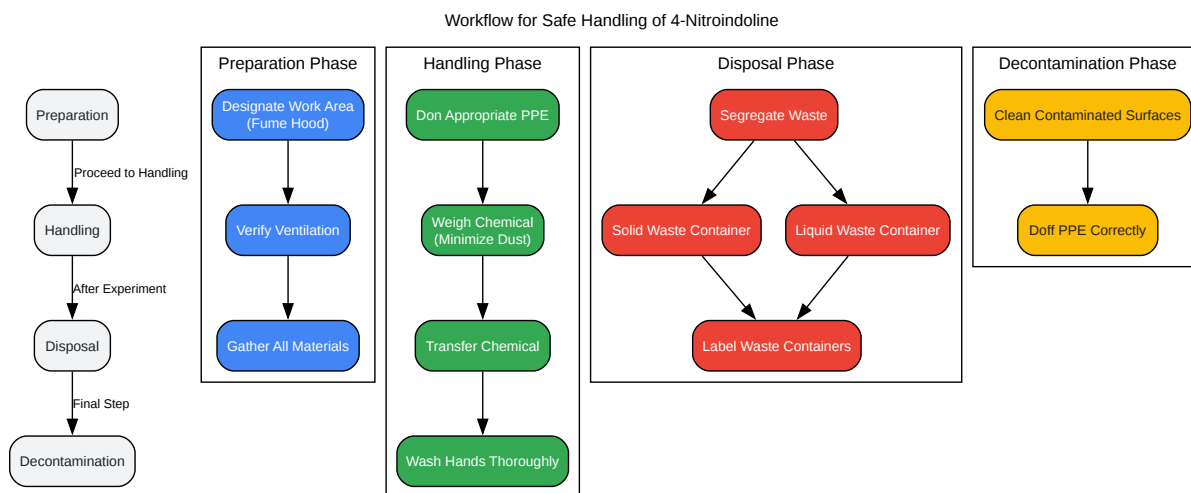 Workflow for Safe Handling of 4-Nitroindoline
Preparation
Proceed to Handling
Handling
After Experiment
Disposal
Final Step
Decontamination
Preparation Phase
Designate Work Area
(Fume Hood)
Verify Ventilation
Gather All Materials
Handling Phase
Don Appropriate PPE
Weigh Chemical
(Minimize Dust)
Transfer Chemical
Wash Hands Thoroughly
Disposal Phase
Segregate Waste
Solid Waste Container
Liquid Waste Container
Label Waste Containers
Decontamination Phase
Clean Contaminated Surfaces
Doff PPE Correctly